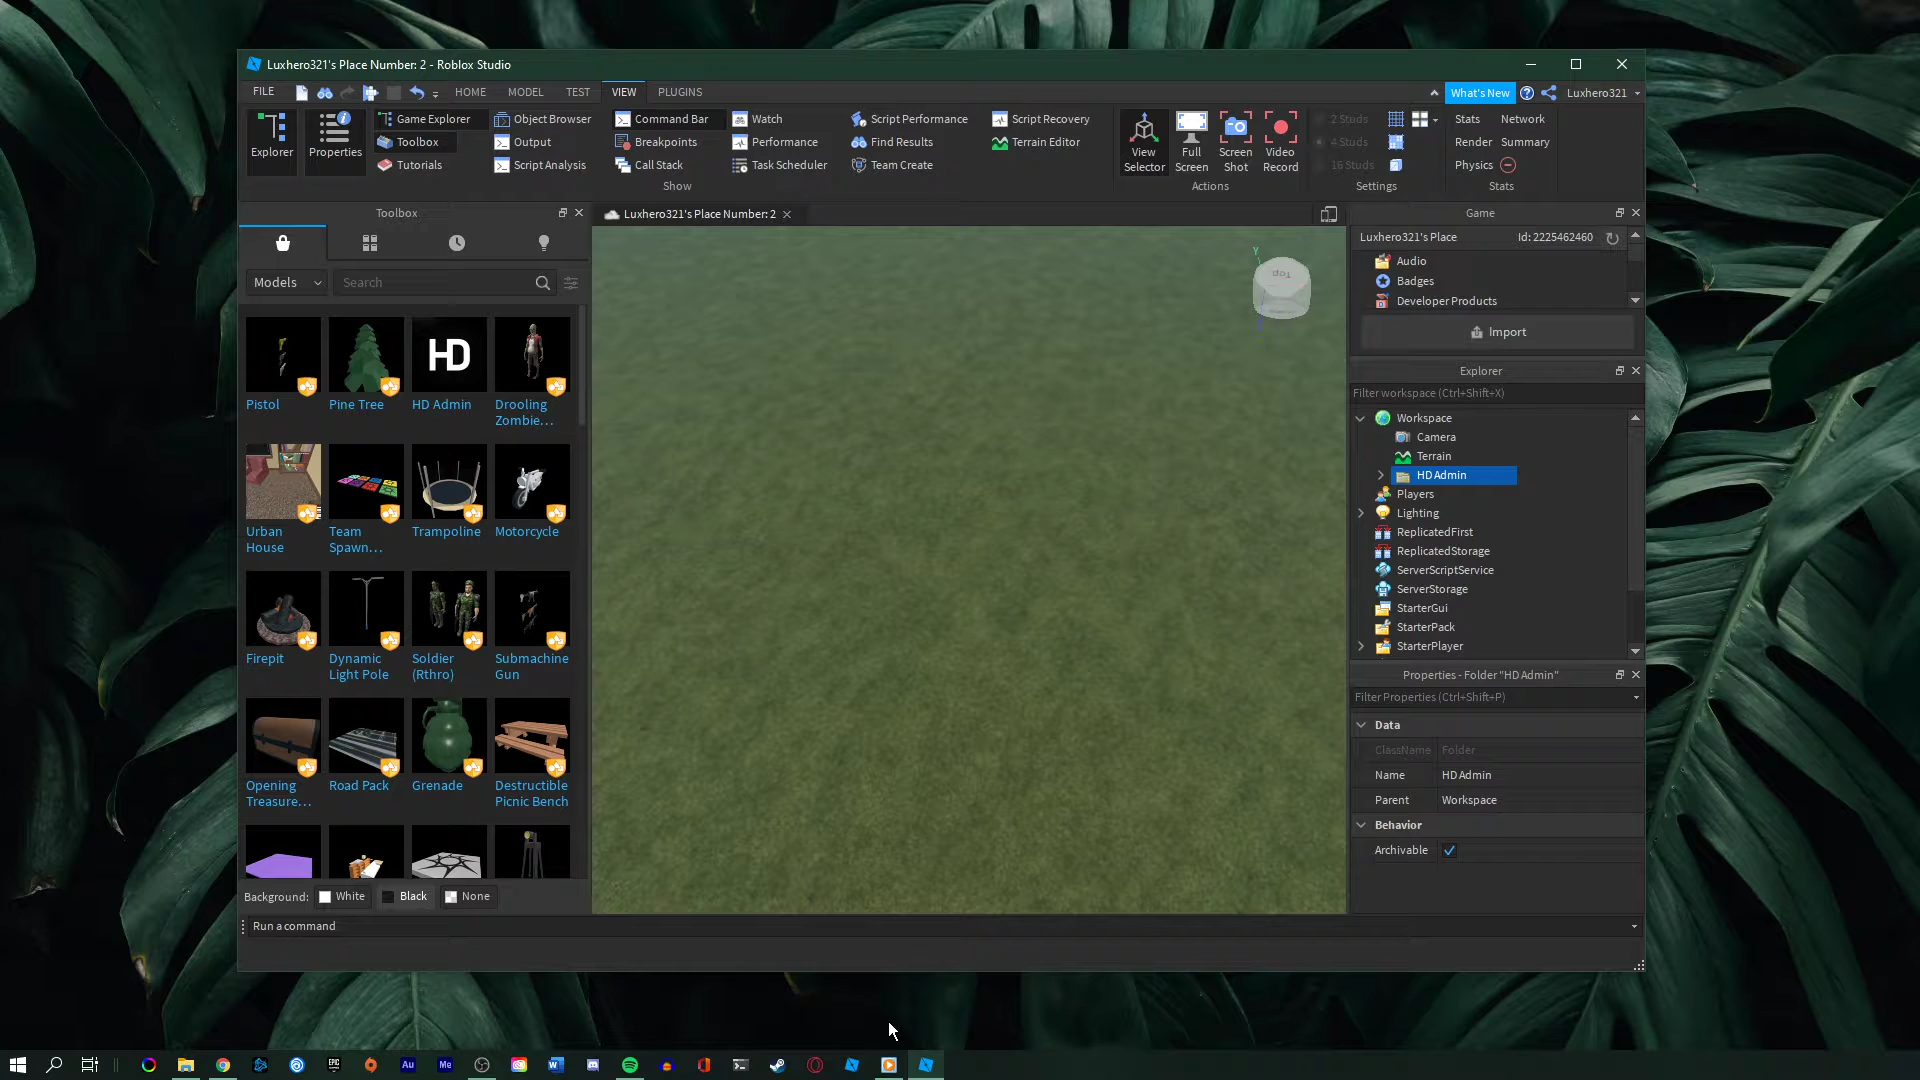 Luxhero321's Place Number: 2 - Roblox Studio
FILE HOME MODEL TEST VIEW PLUGINS What's New Luxhero321
Explorer
Properties
Game Explorer
Toolbox
Tutorials
Object Browser
Output
Script Analysis
Command Bar
Breakpoints
Call Stack
Watch
Performance
Task Scheduler
Script Performance
Find Results
Team Create
Script Recovery
Terrain Editor
Show
View
Selector
Full
Screen
Screen
Shot
Video
Record
Actions
2 Studs
4 Studs
16 Studs
Settings
Stats Network
Render Summary
Physics
Stats
Toolbox
Models Search
Pistol
Pine Tree
HD
HD Admin
Drooling
Zombie...
Urban
House
Team
Spawn...
Trampoline
Motorcycle
Firepit
Dynamic
Light Pole
Soldier
(Rthro)
Submachine
Gun
Opening
Treasure...
Road Pack
Grenade
Destructible
Picnic Bench
Background: White Black None
Luxhero321's Place Number: 2
Y
Top
Game
Luxhero321's Place Id: 2225462460
Audio
Badges
Developer Products
Import
Explorer
Filter workspace (Ctrl+Shift+X)
Workspace
Camera
Terrain
HD Admin
Players
Lighting
ReplicatedFirst
ReplicatedStorage
ServerScriptService
ServerStorage
StarterGui
StarterPack
StarterPlayer
Properties - Folder "HD Admin"
Filter Properties (Ctrl+Shift+P)
Data
ClassName Folder
Name HD Admin
Parent Workspace
Behavior
Archivable
Run a command
EPIC
Au
Me
W